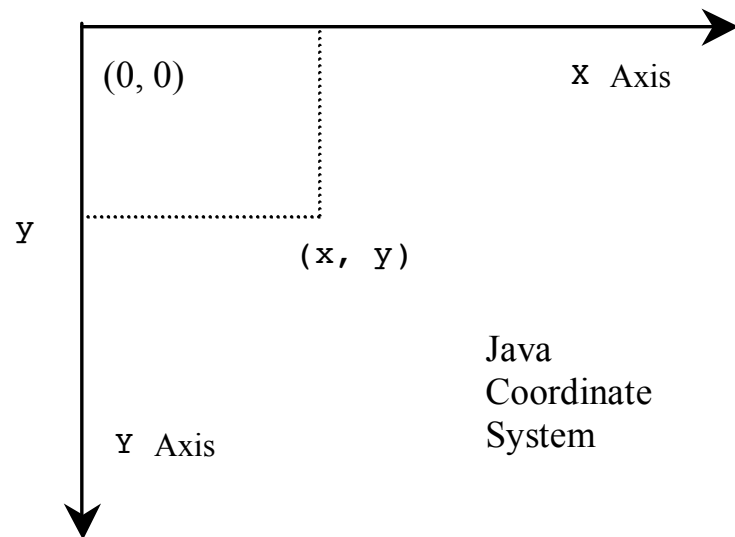 (0, 0)
X Axis
y
(x, y)
Java
Coordinate
System
Y Axis